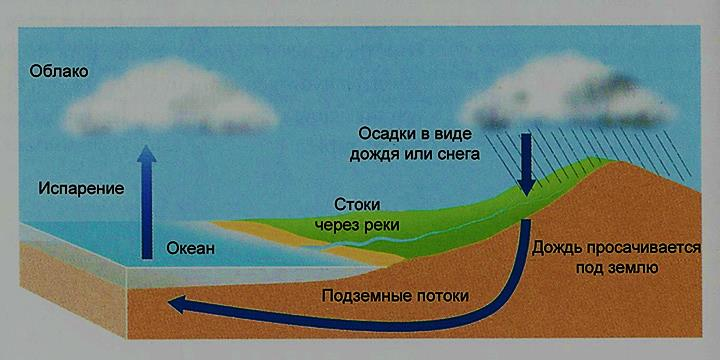 Облако
Осадки в виде
дождя или снега
Испарение
Стоки
через реки
Океан
Дождь просачивается
под землю
Подземные потоки